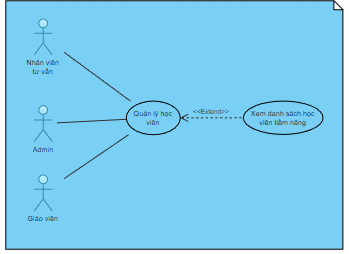 Nhân viên
tư vấn
Admin
Giáo viên
Quản lý học
viên
<<Extend>>
Xem danh sách học
viên tiềm năng